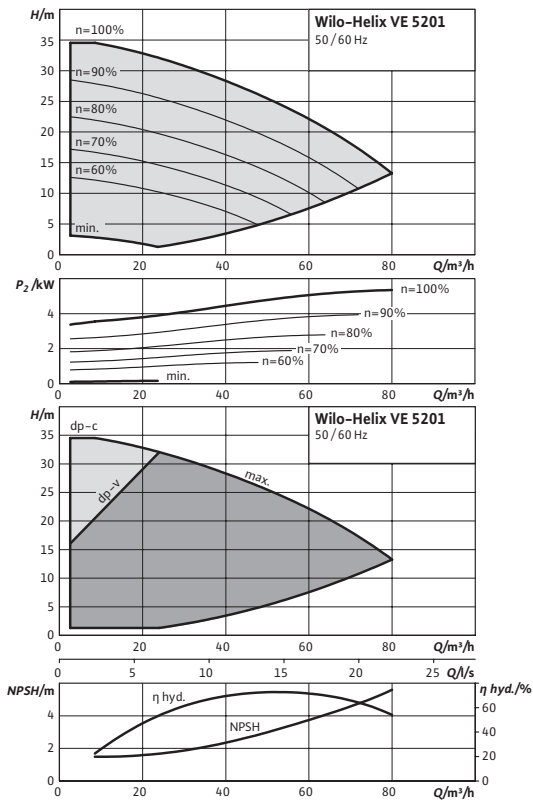 H/m
n=100%
Wilo-Helix VE 5201
50/60 Hz
35
30
n=90%
25
n=80%
20
n=70%
15
n=60%
10
5
min.
0
0 20 40 60 80 Q/m³/h
P₂/kW
n=100%
4
n=90%
n=80%
2
n=70%
n=60%
min.
0
0 20 40 60 80 Q/m³/h
H/m
dp-c
Wilo-Helix VE 5201
50/60 Hz
35
30
max.
dp-v
25
20
15
10
5
0
0 20 40 60 80 Q/m³/h
0 5 10 15 20 25 Q/l/s
NPSH/m
η hyd./%
η hyd.
60
4
NPSH
40
2
20
0
0
0 20 40 60 80 Q/m³/h